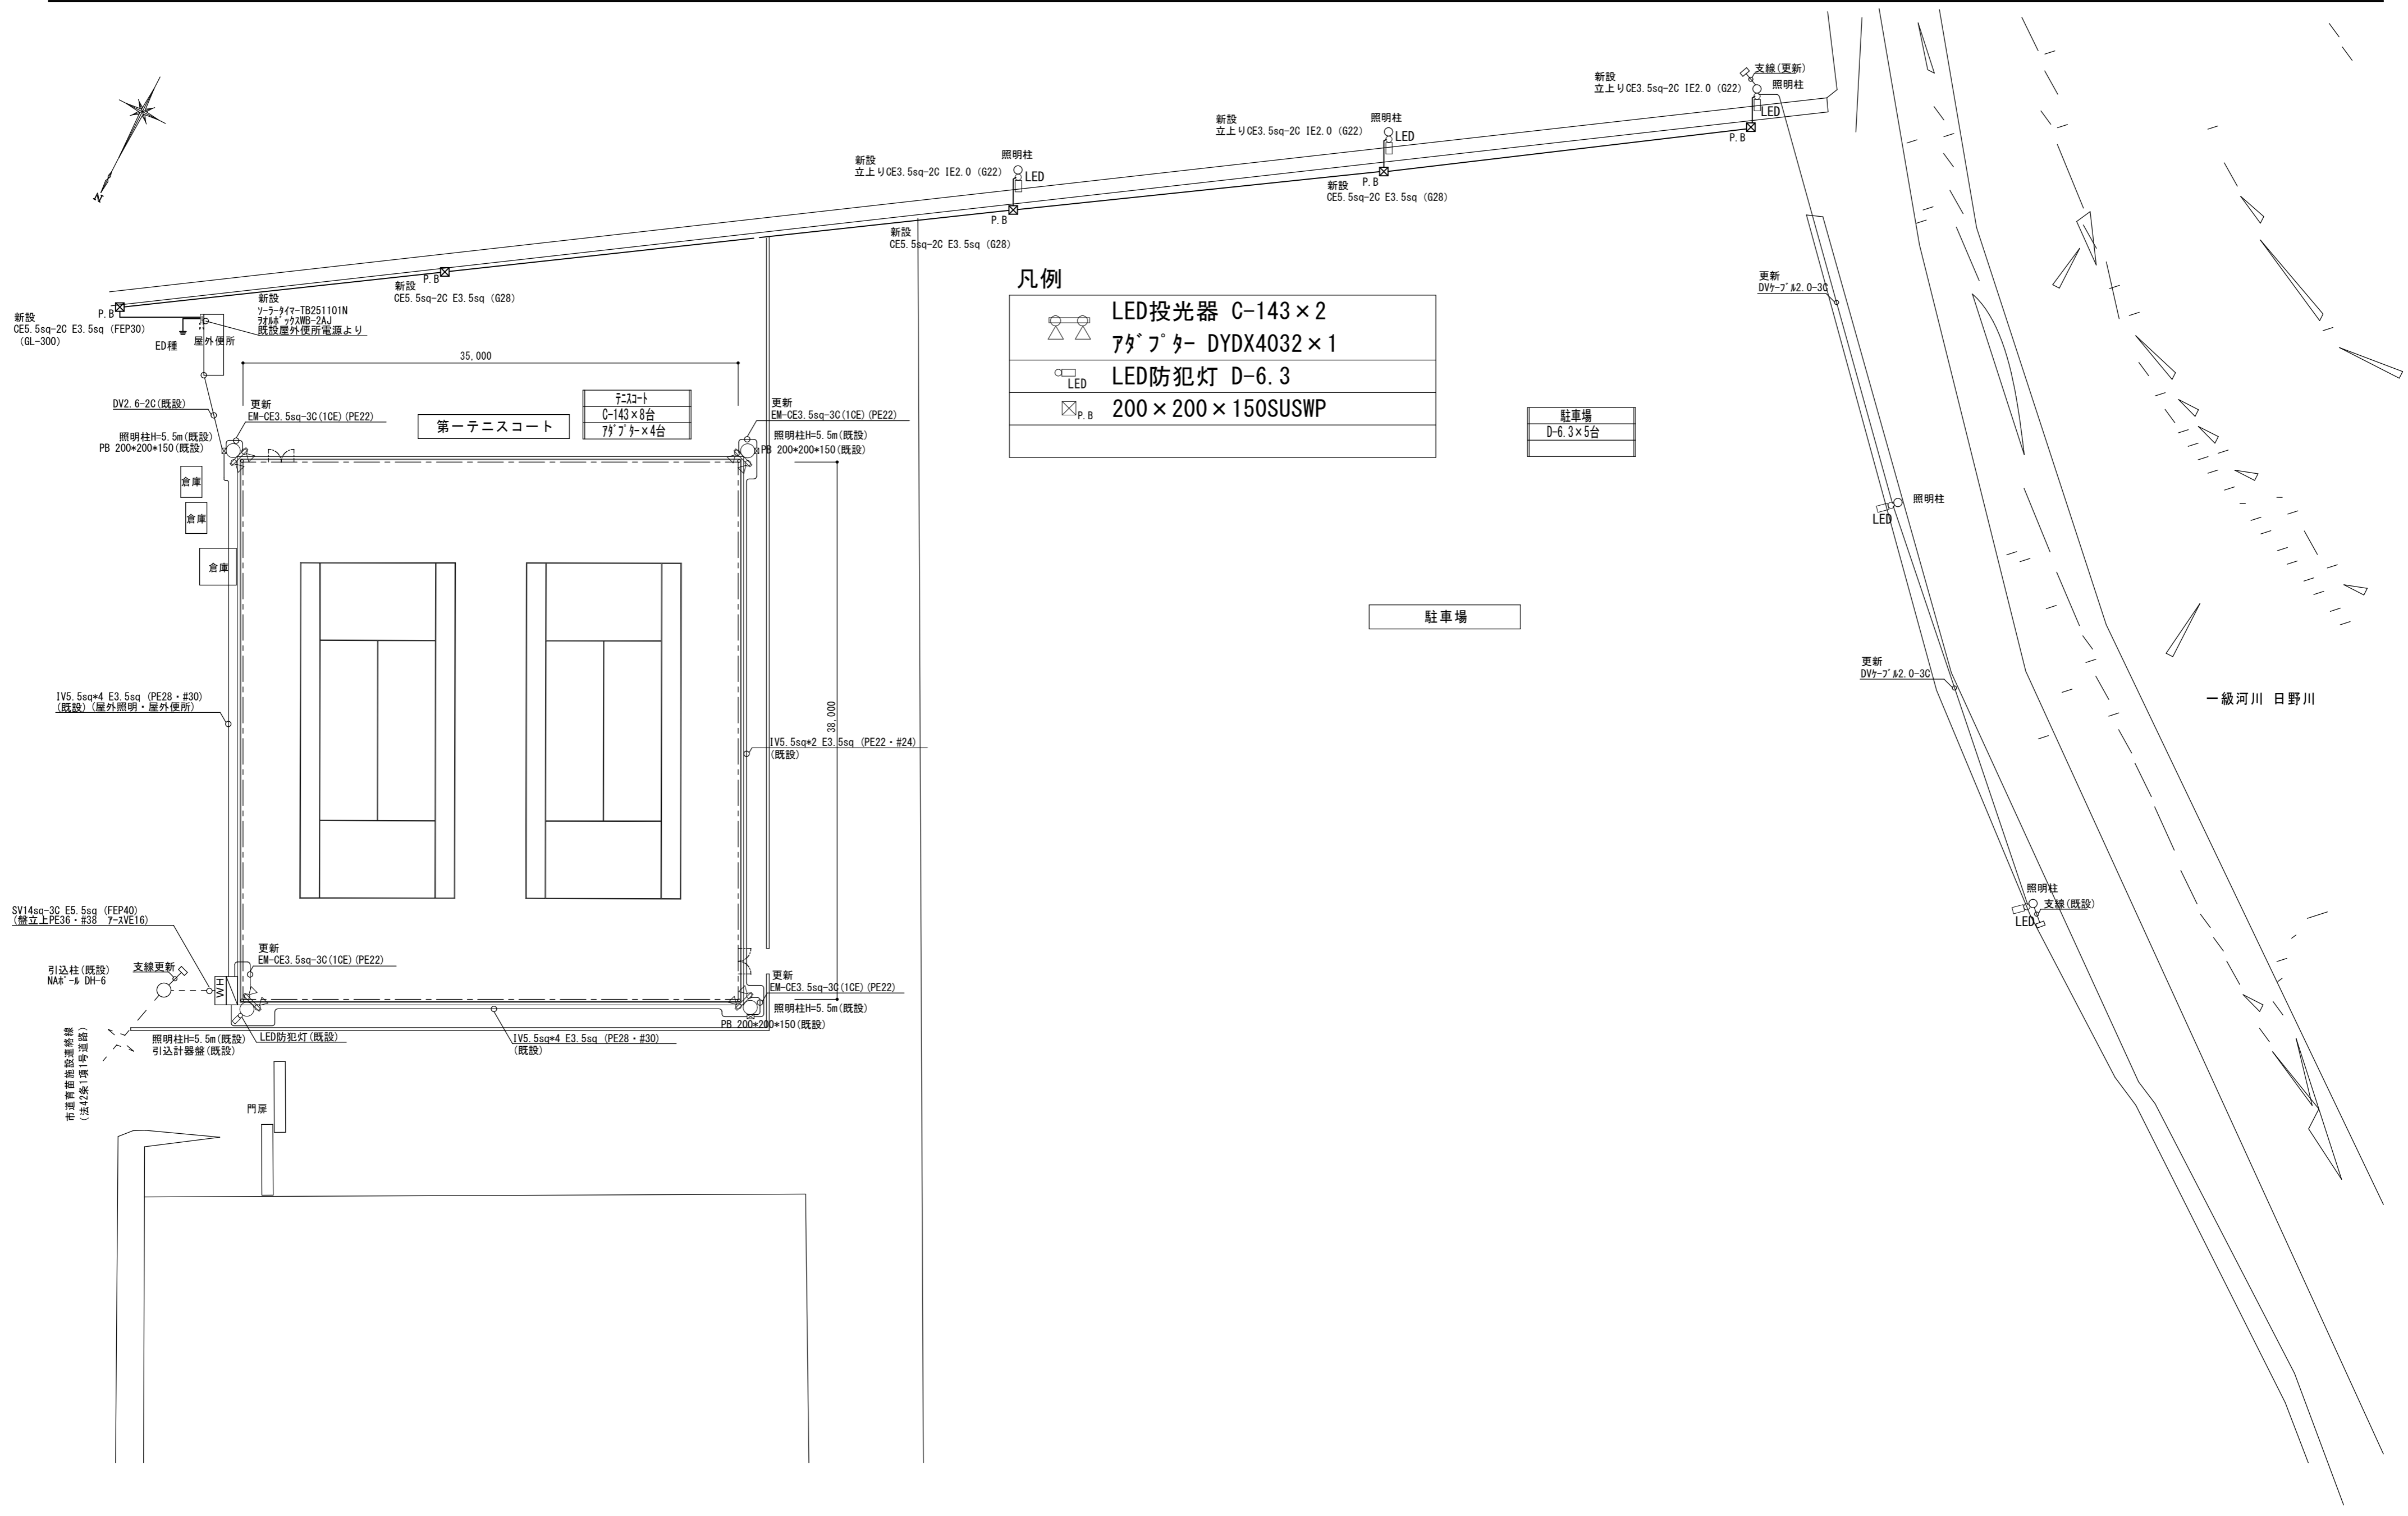 支線(更新)
照明柱
新設
立上りCE3.5sq-2C IE2.0 (G22)
LED
P.B
新設
立上りCE3.5sq-2C IE2.0 (G22)
照明柱
LED
P.B
新設
CE5.5sq-2C E3.5sq (G28)
新設
立上りCE3.5sq-2C IE2.0 (G22)
照明柱
LED
P.B
新設
CE5.5sq-2C E3.5sq (G28)
N
P.B
新設
CE5.5sq-2C E3.5sq (G28)
新設
CE5.5sq-2C E3.5sq (FEP30)
(GL-300)
P.B
新設
ソーラータイマーTB251101N
ヲオルボックスWB-2AJ
既設屋外便所電源より
ED種
屋外便所
凡例
LED投光器 C-143×2
アダプター DYDX4032×1
LED
LED防犯灯 D-6.3
P.B
200×200×150SUSWP
更新
DVケーブル2.0-3C
35,000
DV2.6-2C(既設)
更新
EM-CE3.5sq-3C(1CE)(PE22)
第一テニスコート
テニスコート
C-143×8台
アダプター×4台
更新
EM-CE3.5sq-3C(1CE)(PE22)
駐車場
D-6.3×5台
照明柱H=5.5m(既設)
PB 200*200*150(既設)
照明柱H=5.5m(既設)
PB 200*200*150(既設)
倉庫
倉庫
倉庫
照明柱
LED
駐車場
更新
DVケーブル2.0-3C
一級河川 日野川
IV5.5sq*4 E3.5sq (PE28・#30)
(既設)(屋外照明・屋外便所)
38,000
IV5.5sq*2 E3.5sq (PE22・#24)
(既設)
照明柱
支線(既設)
LED
SV14sq-3C E5.5sq (FEP40)
(盤立上PE36・#38 アースVE16)
引込柱(既設)
NAポール DH-6
支線更新
WH
更新
EM-CE3.5sq-3C(1CE)(PE22)
更新
EM-CE3.5sq-3C(1CE)(PE22)
照明柱H=5.5m(既設)
PB 200*200*150(既設)
照明柱H=5.5m(既設)
引込計器盤(既設)
LED防犯灯(既設)
IV5.5sq*4 E3.5sq (PE28・#30)
(既設)
市道育苗施設連絡線
(法42条1項1号道路)
門扉